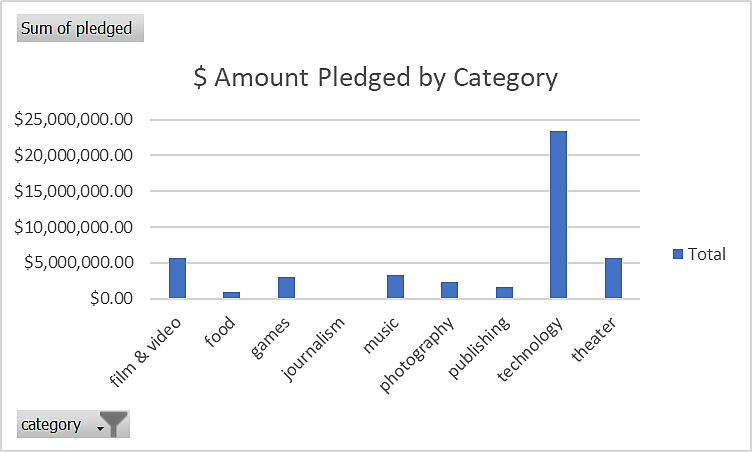 Sum of pledged
$ Amount Pledged by Category
$25,000,000.00
$20,000,000.00
$15,000,000.00
$10,000,000.00
$5,000,000.00
$0.00
film & video
food
games
journalism
music
photography
publishing
technology
theater
Total
category